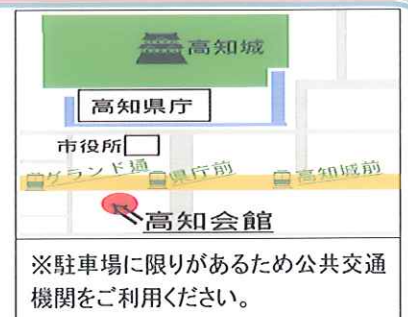 高知城
高知県庁
市役所
グランド通
県庁前
高知城前
高知会館
※駐車場に限りがあるため公共交通
機関をご利用ください。